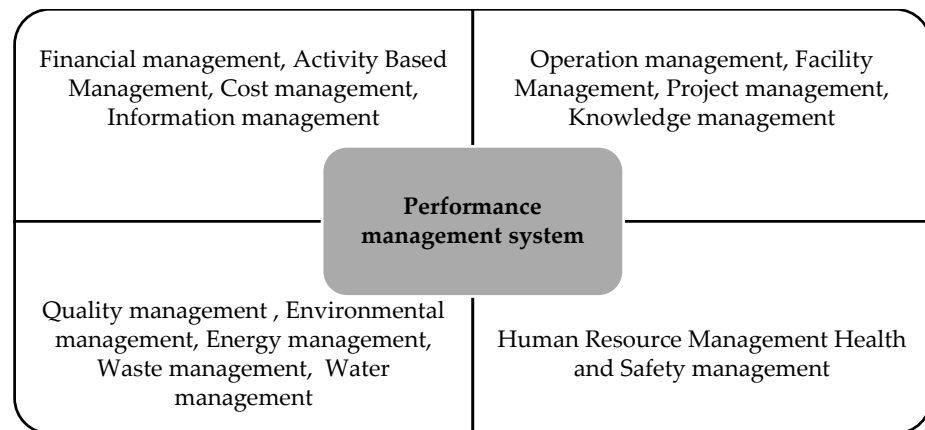 Financial management, Activity Based
Management, Cost management,
Information management
Operation management, Facility
Management, Project management,
Knowledge management
Performance
management system
Quality management , Environmental
management, Energy management,
Waste management, Water
management
Human Resource Management Health
and Safety management